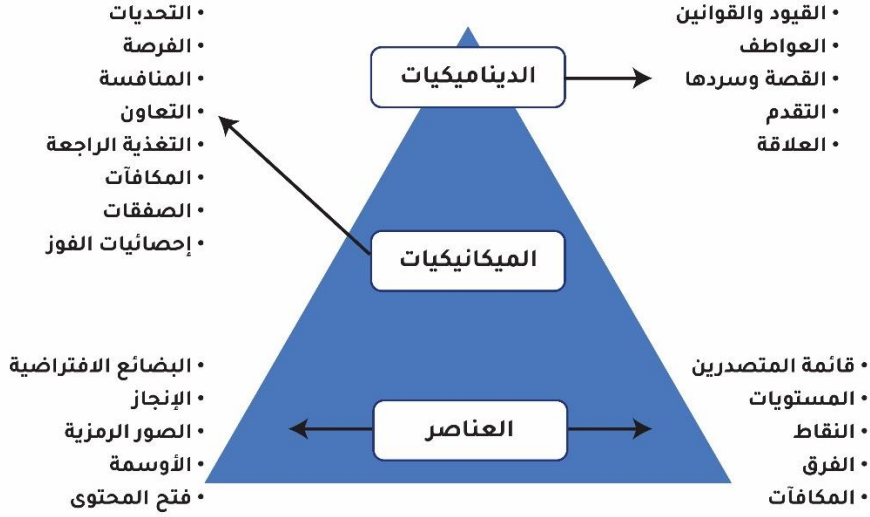 • القيود والقوانين
• العواطف
• القصة وسردها
• التقدم
• العلاقة
الديناميكيات
• التحديات
• الفرصة
• المنافسة
• التعاون
• التغذية الراجعة
• المكافآت
• الصفقات
• إحصائيات الفوز
الميكانيكيات
• قائمة المتصدرين
• المستويات
• النقاط
• الفرق
• المكافآت
العناصر
• البضائع الافتراضية
• الإنجاز
• الصور الرمزية
• الأوسمة
• فتح المحتوى